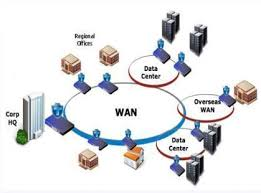 Regional
Offices
Data
Center
Corp
HQ
WAN
Overseas
WAN
Data
Center